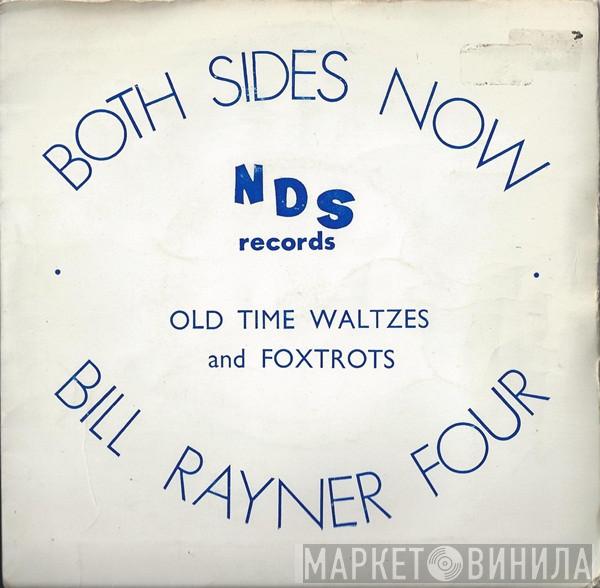 BOTH SIDES NOW
NDS
records
OLD TIME WALTZES
and FOXTROTS
BILL RAYNER FOUR
МАРКЕТ ВИНИЛА